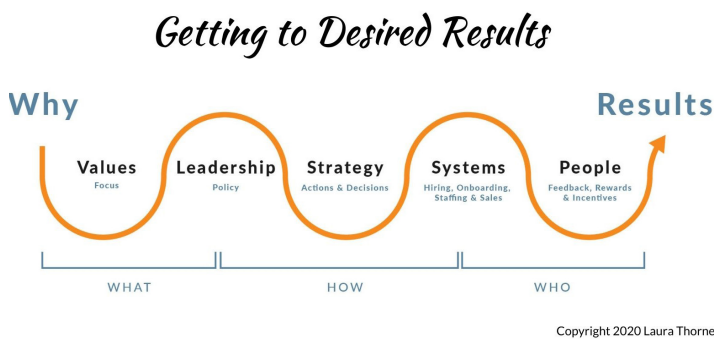 Getting to Desired Results
Why
Results
Values
Focus
Leadership
Policy
Strategy
Actions & Decisions
Systems
Hiring, Onboarding,
Staffing & Sales
People
Feedback, Rewards
& Incentives
WHAT
HOW
WHO
Copyright 2020 Laura Thorne